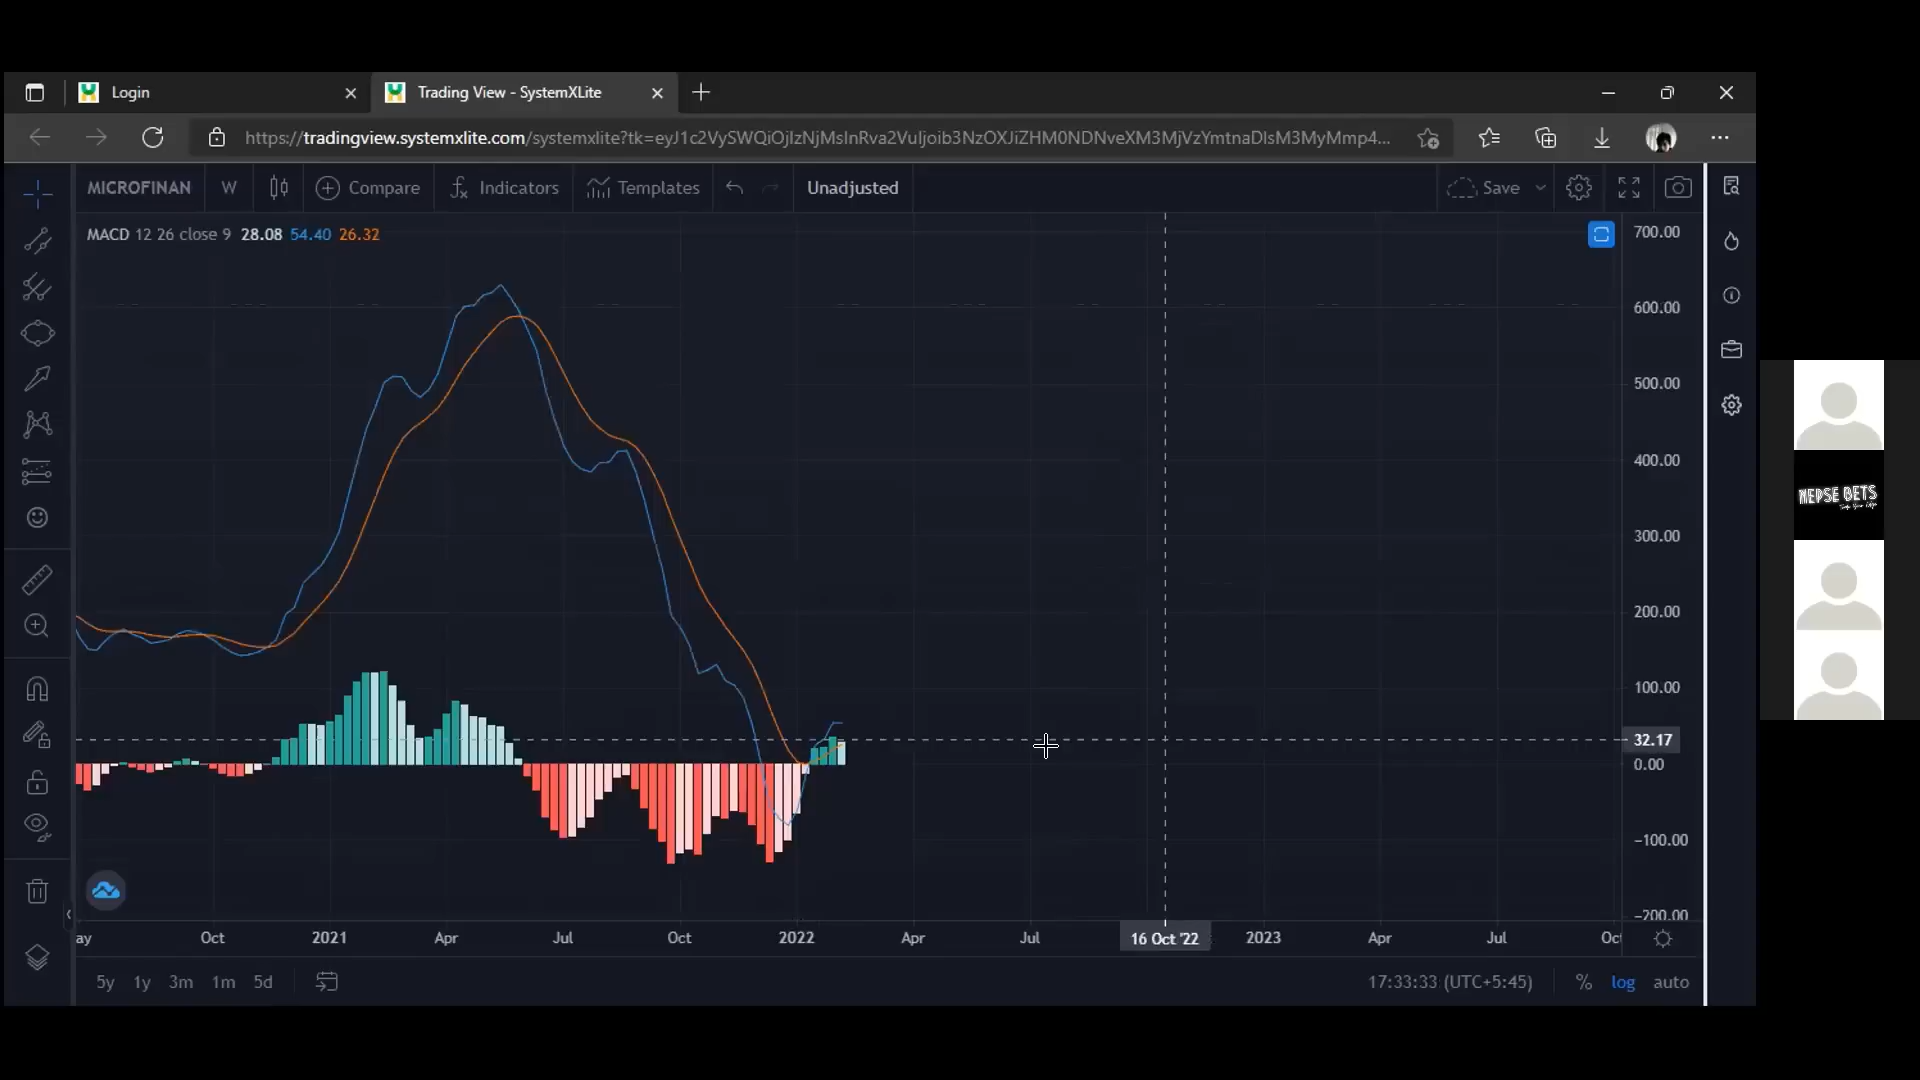 Login
Trading View - SystemXLite
https://tradingview.systemxlite.com/systemxlite?tk=eyJ1c2VySWQiOjIzNjMsInRva2VuIjoib3NzOXJiZHM0NDNveXM3MjVzYmtnaDlsM3MyMmp4...
MICROFINAN W Compare Indicators Templates Unadjusted Save
MACD 12 26 close 9 28.08 54.40 26.32
700.00
600.00
500.00
400.00
300.00
200.00
100.00
32.17
0.00
-100.00
-200.00
NEPSE BETS
ay Oct 2021 Apr Jul Oct 2022 Apr Jul 16 Oct '22 2023 Apr Jul Oct
5y 1y 3m 1m 5d 17:33:33 (UTC+5:45) % log auto